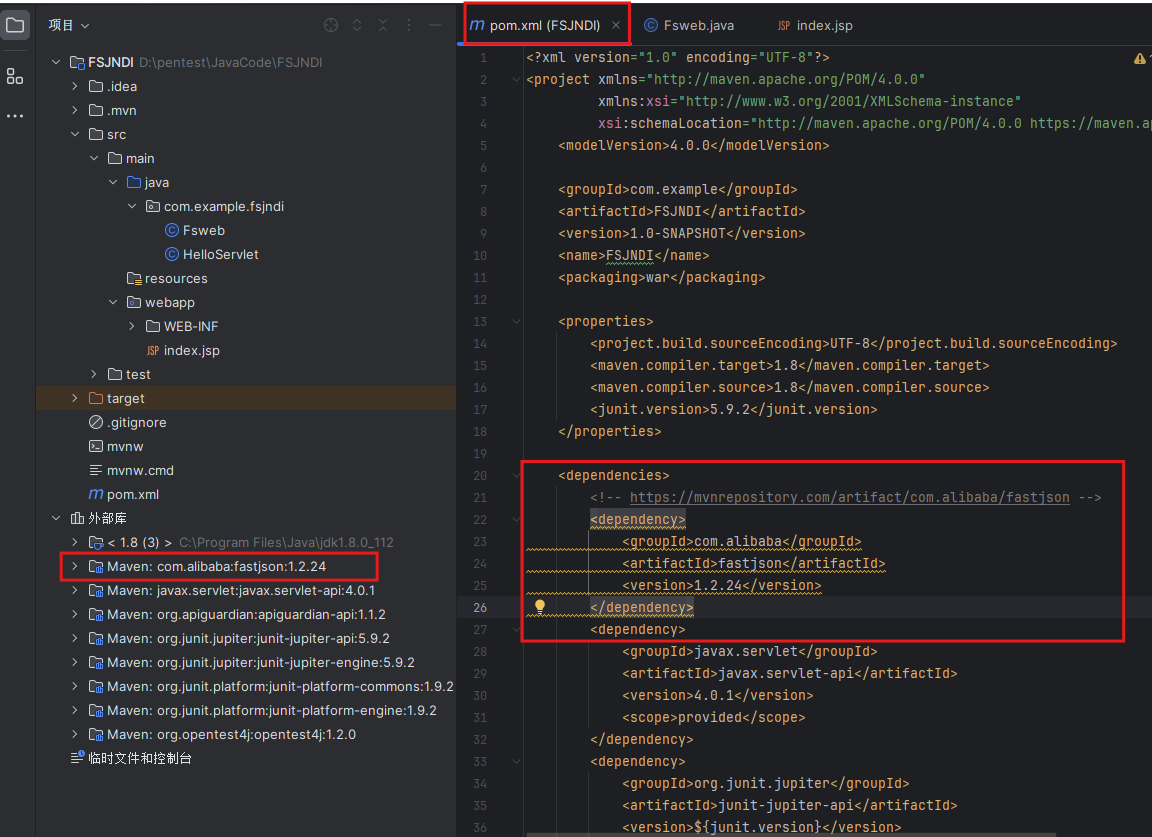 项目
FSJNDI D:\pentest\JavaCode\FSJNDI
.idea
.mvn
src
main
java
com.example.fsjndi
Fsweb
HelloServlet
resources
webapp
WEB-INF
JSP index.jsp
test
target
.gitignore
mvnw
mvnw.cmd
m pom.xml
外部库
< 1.8 (3) > C:\Program Files\Java\jdk1.8.0_112
Maven: com.alibaba:fastjson:1.2.24
Maven: javax.servlet:javax.servlet-api:4.0.1
Maven: org.apiguardian:apiguardian-api:1.1.2
Maven: org.junit.jupiter:junit-jupiter-api:5.9.2
Maven: org.junit.jupiter:junit-jupiter-engine:5.9.2
Maven: org.junit.platform:junit-platform-commons:1.9.2
Maven: org.junit.platform:junit-platform-engine:1.9.2
Maven: org.opentest4j:opentest4j:1.2.0
临时文件和控制台
m pom.xml (FSJNDI) × C Fsweb.java JSP index.jsp
1 <?xml version="1.0" encoding="UTF-8"?>
2 <project xmlns="http://maven.apache.org/POM/4.0.0"
3 xmlns:xsi="http://www.w3.org/2001/XMLSchema-instance"
4 xsi:schemaLocation="http://maven.apache.org/POM/4.0.0 https://maven.ap
5 <modelVersion>4.0.0</modelVersion>
6
7 <groupId>com.example</groupId>
8 <artifactId>FSJNDI</artifactId>
9 <version>1.0-SNAPSHOT</version>
10 <name>FSJNDI</name>
11 <packaging>war</packaging>
12
13 <properties>
14 <project.build.sourceEncoding>UTF-8</project.build.sourceEncoding>
15 <maven.compiler.target>1.8</maven.compiler.target>
16 <maven.compiler.source>1.8</maven.compiler.source>
17 <junit.version>5.9.2</junit.version>
18 </properties>
19
20 <dependencies>
21 <!-- https://mvnrepository.com/artifact/com.alibaba/fastjson -->
22 <dependency>
23 <groupId>com.alibaba</groupId>
24 <artifactId>fastjson</artifactId>
25 <version>1.2.24</version>
26 </dependency>
27 <dependency>
28 <groupId>javax.servlet</groupId>
29 <artifactId>javax.servlet-api</artifactId>
30 <version>4.0.1</version>
31 <scope>provided</scope>
32 </dependency>
33 <dependency>
34 <groupId>org.junit.jupiter</groupId>
35 <artifactId>junit-jupiter-api</artifactId>
36 <version>${junit.version}</version>